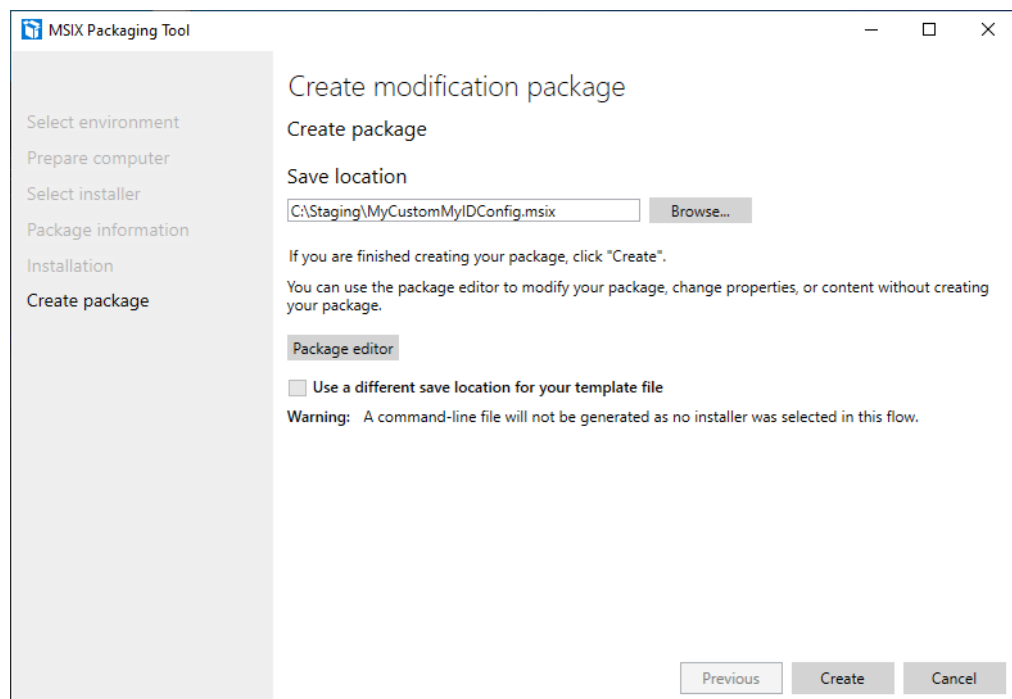 MSIX Packaging Tool
Select environment
Prepare computer
Select installer
Package information
Installation
Create package
Create modification package
Create package
Save location
C:\Staging\MyCustomMyIDConfig.msix
Browse...
If you are finished creating your package, click "Create".
You can use the package editor to modify your package, change properties, or content without creating
your package.
Package editor
Use a different save location for your template file
Warning: A command-line file will not be generated as no installer was selected in this flow.
Previous
Create
Cancel